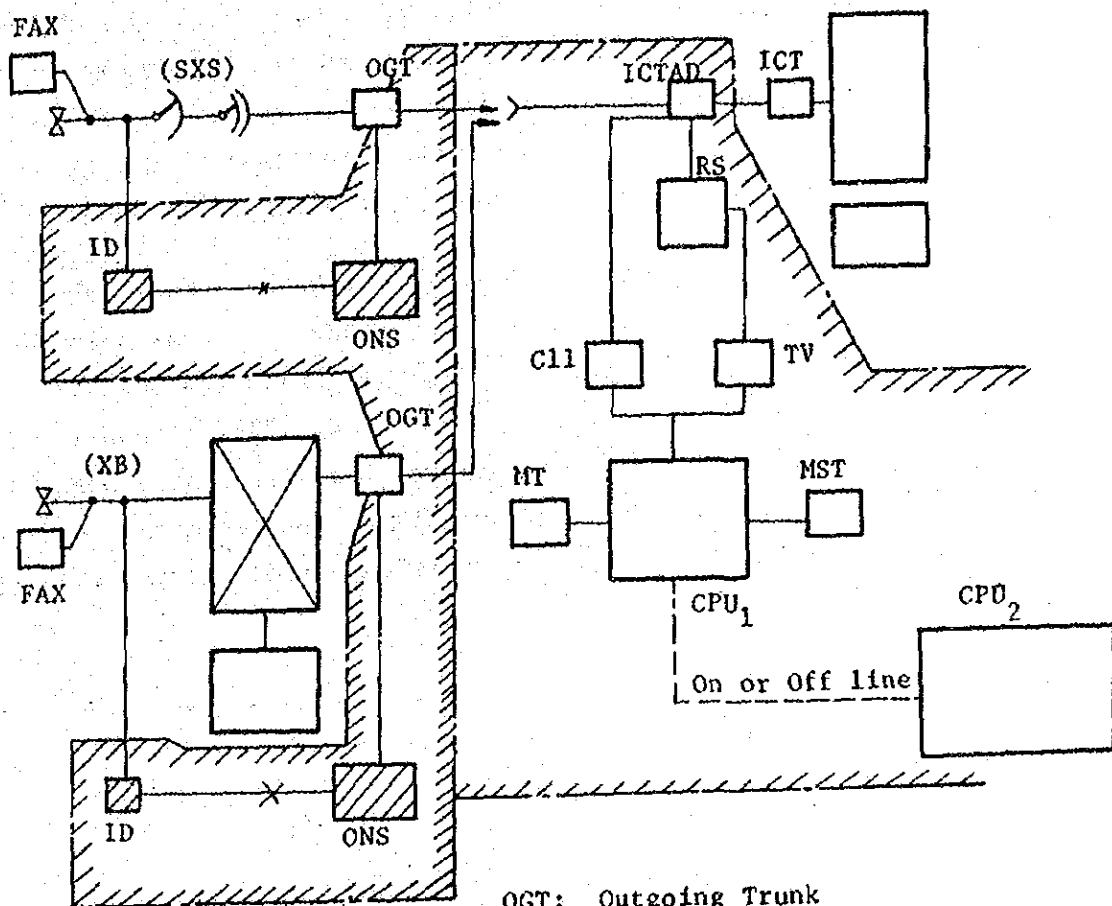 FAX
(SXS)
OGT
ICTAD
ICT
RS
ID
ONS
C11
TV
OGT
(XB)
MT
MST
FAX
CPU1
CPU2
On or Off line
ID
ONS
OGT: Outgoing Trunk